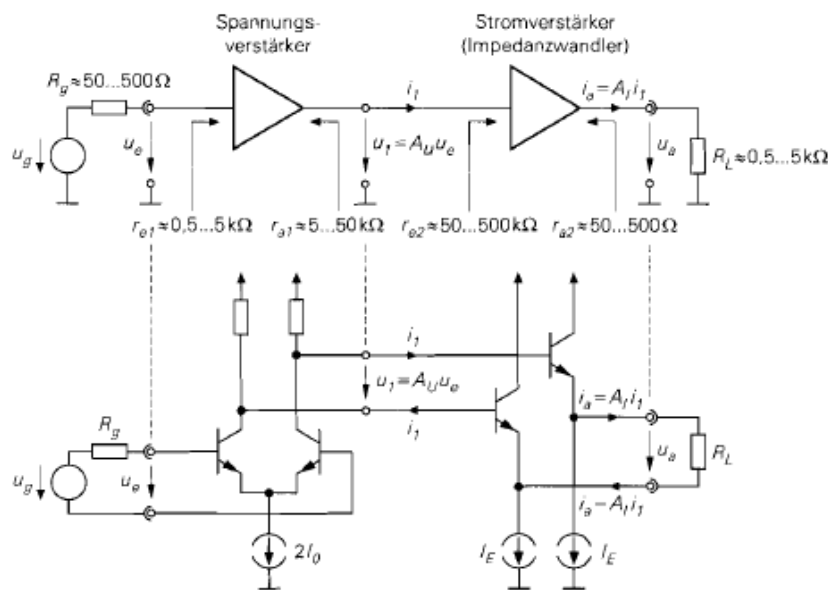 Spannungs-
verstärker
Stromverstärker
(Impedanzwandler)
R_g≈50...500Ω
i_1
i_a=A_I i_1
u_g
u_e
u_1=A_U u_e
u_a
R_L≈0,5...5kΩ
r_e1≈0,5...5kΩ
r_a1≈5...50kΩ
r_e2≈50...500kΩ
r_a2≈50...500Ω
i_1
u_1=A_U u_e
i_1
i_a=A_I i_1
R_g
u_g
u_e
u_a
R_L
i_a=A_I i_1
2I_0
I_E
I_E